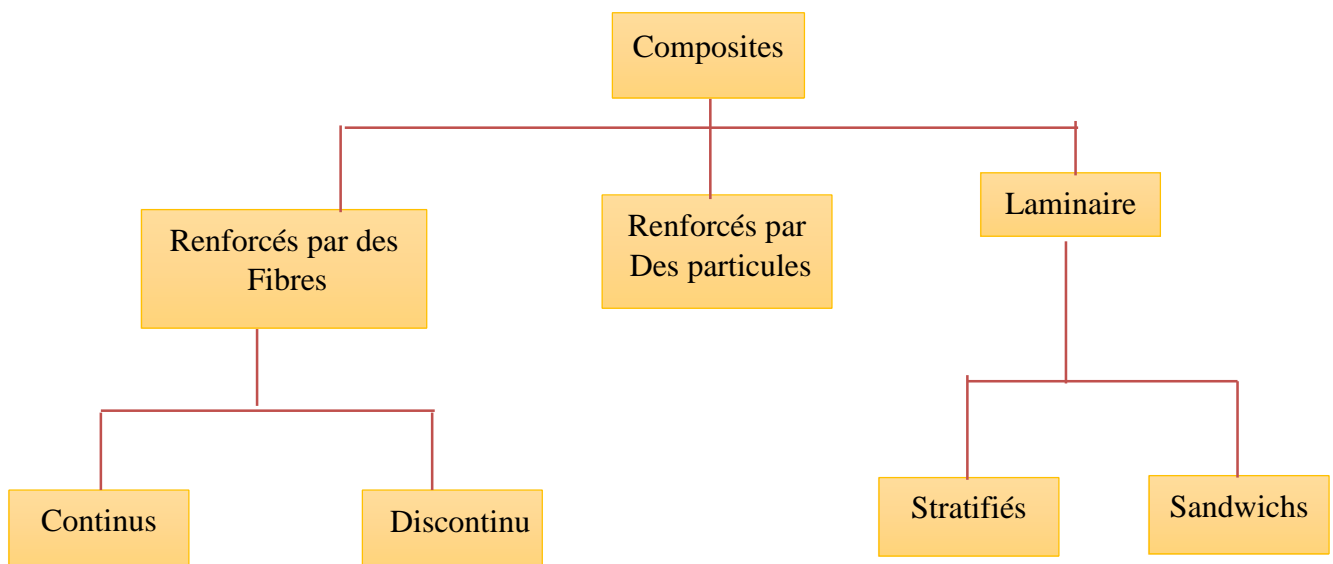 Composites
Renforcés par des
Fibres
Renforcés par
Des particules
Laminaire
Continus
Discontinu
Stratifiés
Sandwichs